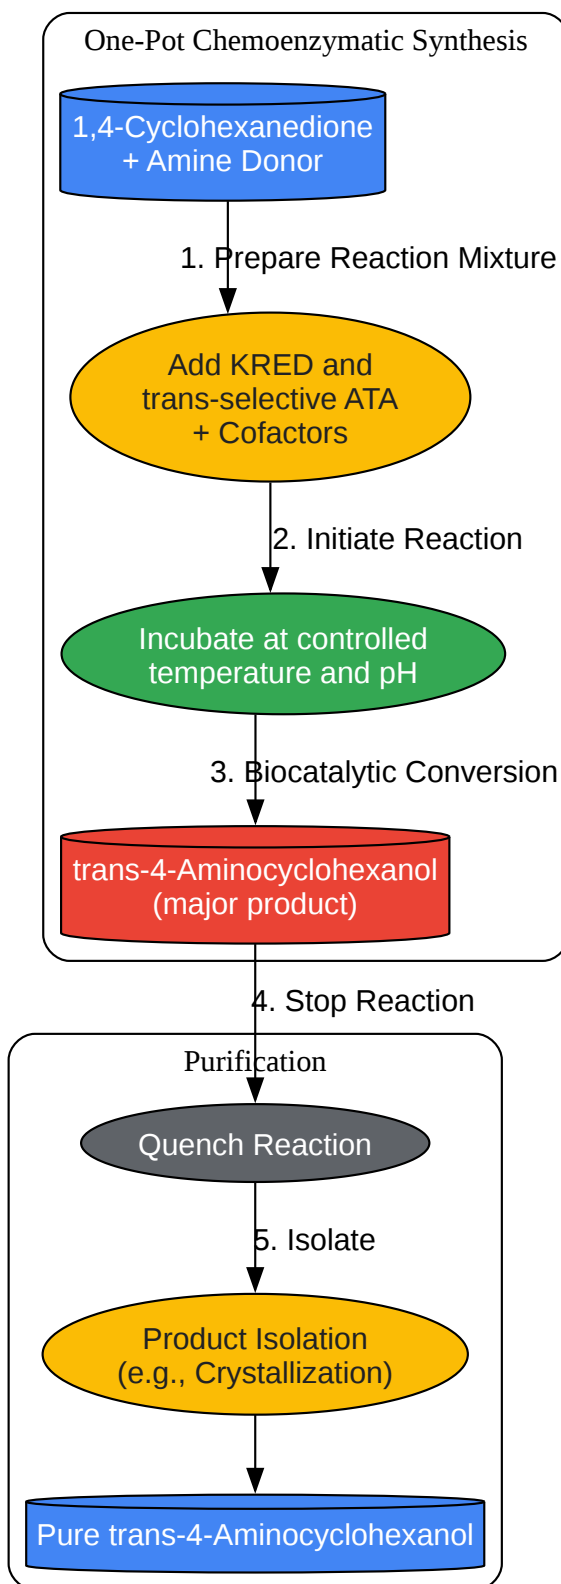 One-Pot Chemoenzymatic Synthesis
1,4-Cyclohexanedione
+ Amine Donor
1. Prepare Reaction Mixture
Add KRED and
trans-selective ATA
+ Cofactors
2. Initiate Reaction
Incubate at controlled
temperature and pH
3. Biocatalytic Conversion
trans-4-Aminocyclohexanol
(major product)
4. Stop Reaction
Purification
Quench Reaction
5. Isolate
Product Isolation
(e.g., Crystallization)
Pure trans-4-Aminocyclohexanol